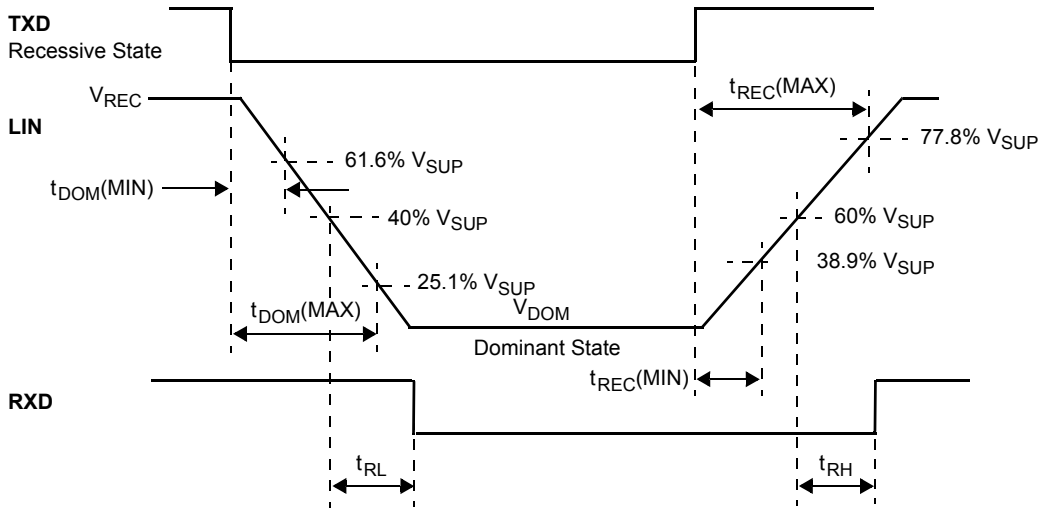 TXD
Recessive State
VREC
LIN
tREC(MAX)
77.8% VSUP
61.6% VSUP
tDOM(MIN)
40% VSUP
60% VSUP
38.9% VSUP
25.1% VSUP
VDOM
tDOM(MAX)
Dominant State
tREC(MIN)
RXD
tRL
tRH